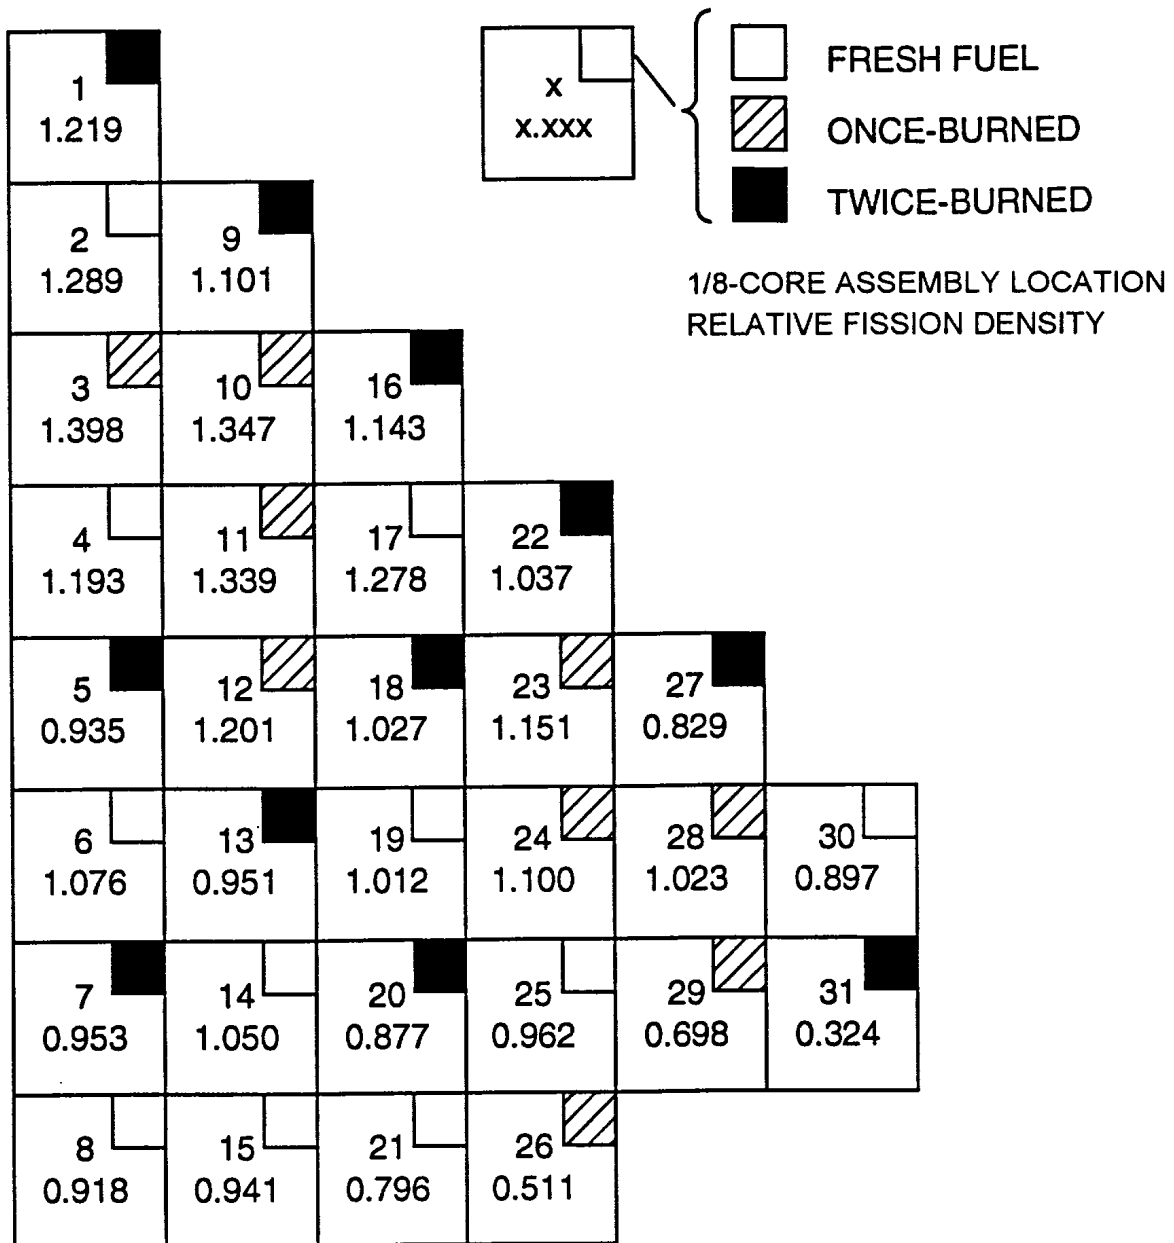 1
1.219
x
x.xxx
FRESH FUEL
ONCE-BURNED
TWICE-BURNED
1/8-CORE ASSEMBLY LOCATION
RELATIVE FISSION DENSITY
2 9
1.289 1.101
3 10 16
1.398 1.347 1.143
4 11 17 22
1.193 1.339 1.278 1.037
5 12 18 23 27
0.935 1.201 1.027 1.151 0.829
6 13 19 24 28 30
1.076 0.951 1.012 1.100 1.023 0.897
7 14 20 25 29 31
0.953 1.050 0.877 0.962 0.698 0.324
8 15 21 26
0.918 0.941 0.796 0.511